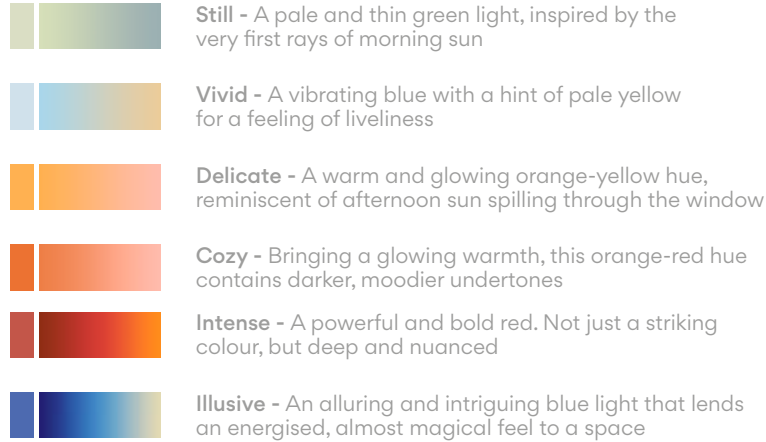 Still - A pale and thin green light, inspired by the
very first rays of morning sun
Vivid - A vibrating blue with a hint of pale yellow
for a feeling of liveliness
Delicate - A warm and glowing orange-yellow hue,
reminiscent of afternoon sun spilling through the window
Cozy - Bringing a glowing warmth, this orange-red hue
contains darker, moodier undertones
Intense - A powerful and bold red. Not just a striking
colour, but deep and nuanced
Illusive - An alluring and intriguing blue light that lends
an energised, almost magical feel to a space